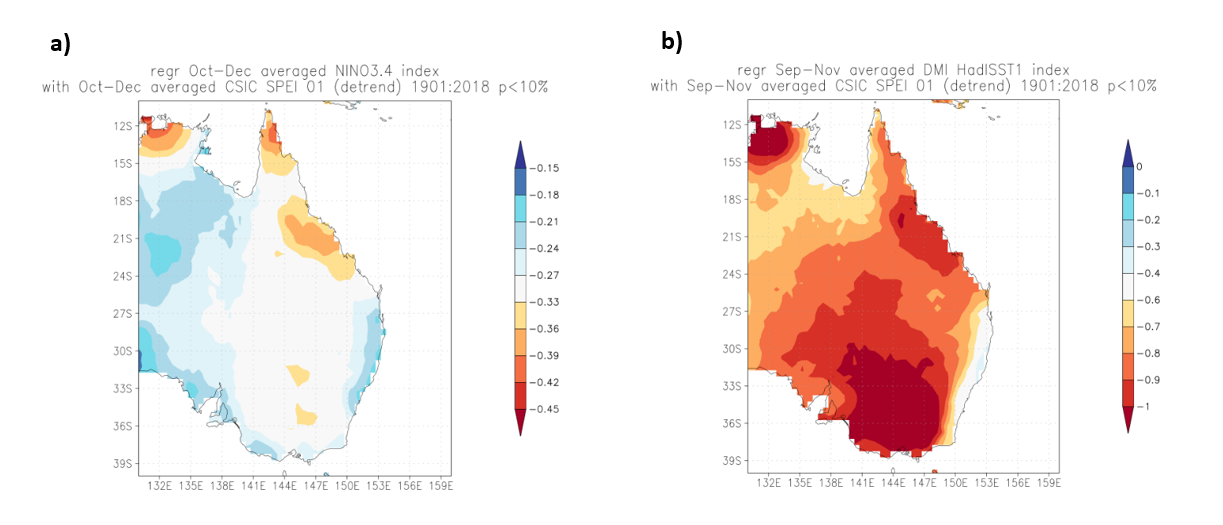 a)
regr Oct-Dec averaged NINO3.4 index
with Oct-Dec averaged CSIC SPEI 01 (detrend) 1901:2018 p<10%
12S
15S
18S
21S
24S
27S
30S
33S
36S
39S
132E 135E 138E 141E 144E 147E 150E 153E 156E 159E
-0.15
-0.18
-0.21
-0.24
-0.27
-0.33
-0.36
-0.39
-0.42
-0.45
b)
regr Sep-Nov averaged DMI HadISST1 index
with Sep-Nov averaged CSIC SPEI 01 (detrend) 1901:2018 p<10%
12S
15S
18S
21S
24S
27S
30S
33S
36S
39S
132E 135E 138E 141E 144E 147E 150E 153E 156E 159E
0
-0.1
-0.2
-0.3
-0.4
-0.6
-0.7
-0.8
-0.9
-1